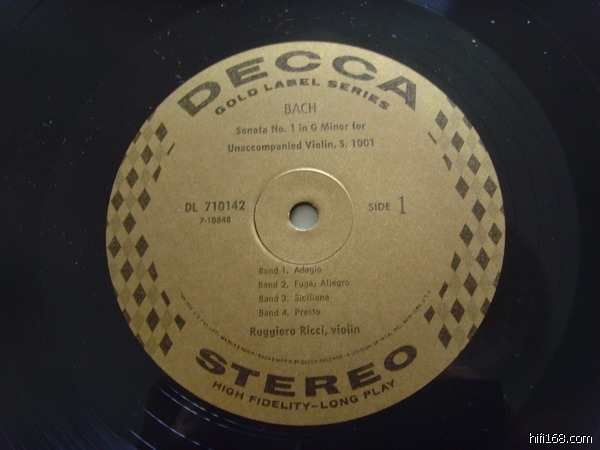 DECCA
GOLD LABEL SERIES
BACH
Sonata No. 1 in G Minor for
Unaccompanied Violin, S. 1001
DL 710142
SIDE 1
Band 1. Adagio
Band 2. Fuga: Allegro
Band 3. Siciliano
Band 4. Presto
Ruggiero Ricci, violin
STEREO
HIGH FIDELITY—LONG PLAY
hifi168.com